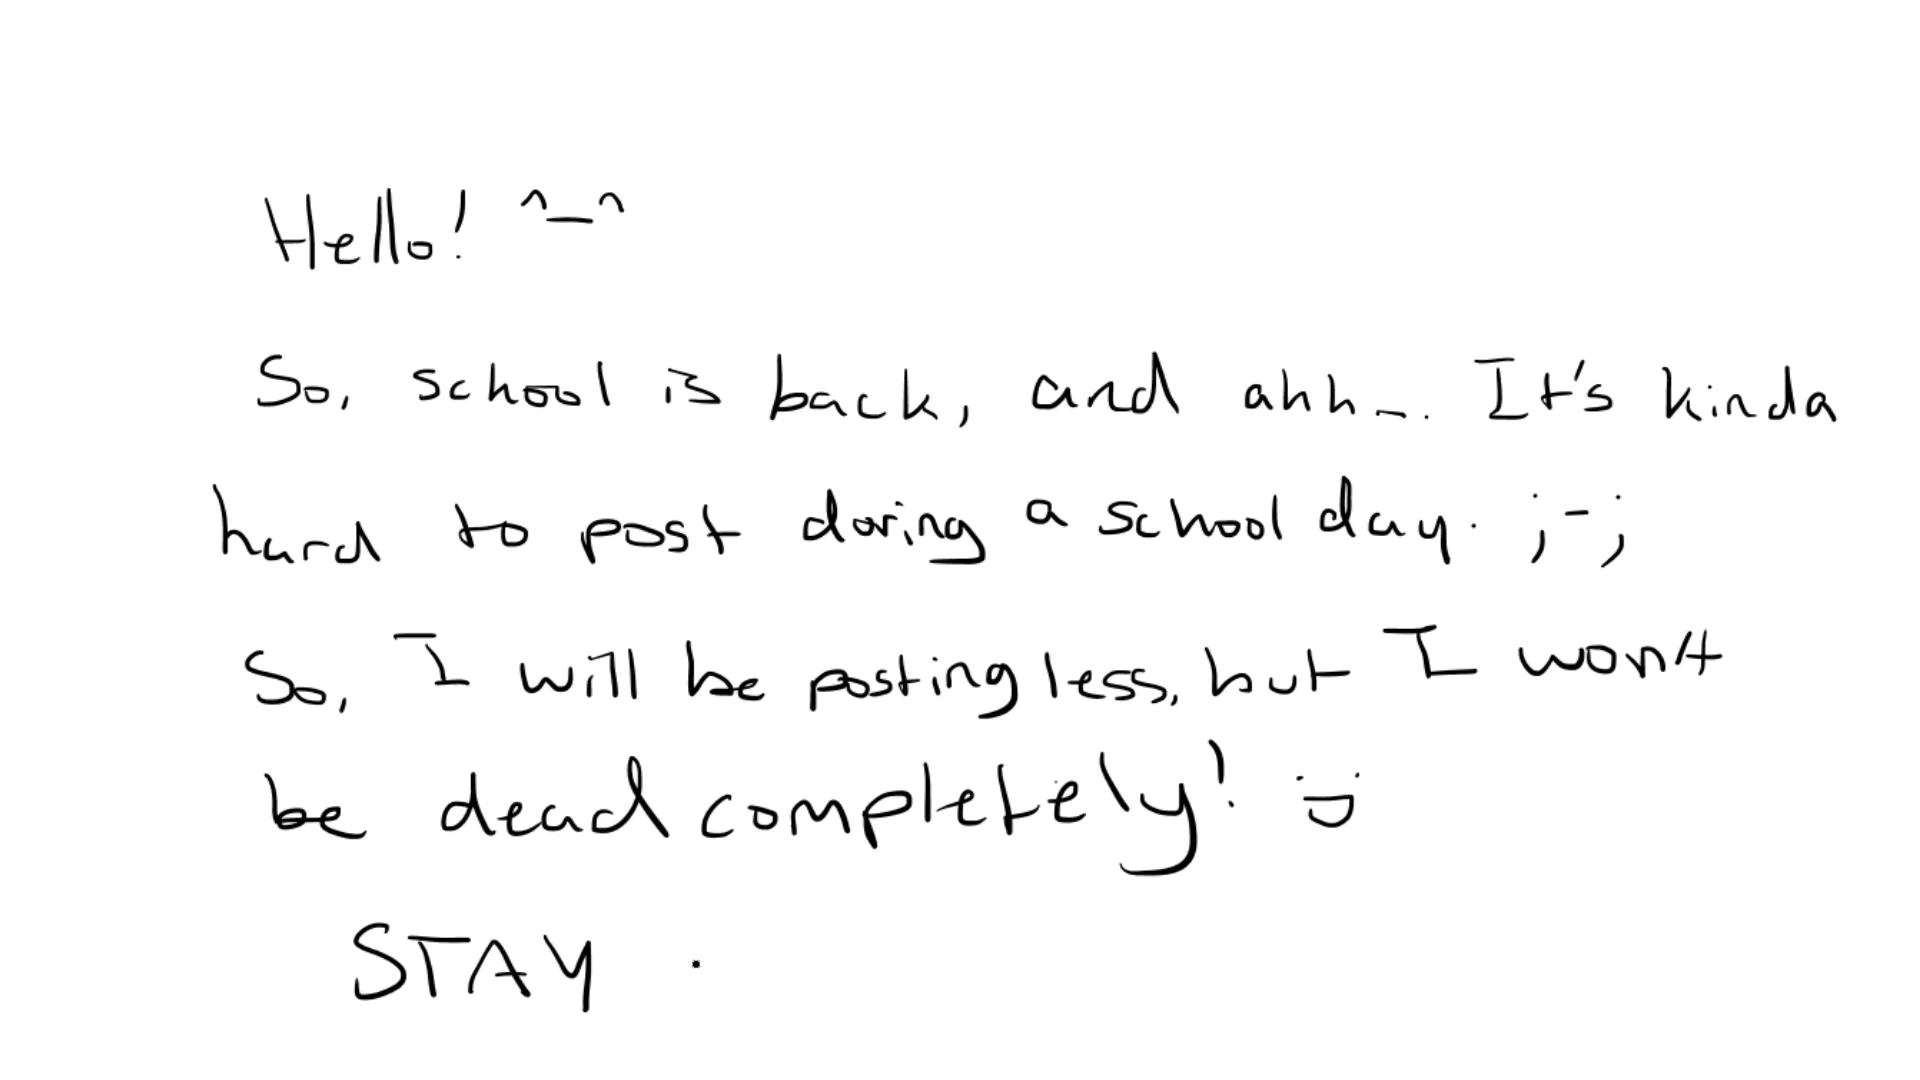 Hello! ^_^
So, school is back, and ahh... It's kinda
hard to post during a school day. ;-;
So, I will be posting less, but I won't
be dead completely! :D
STAY .